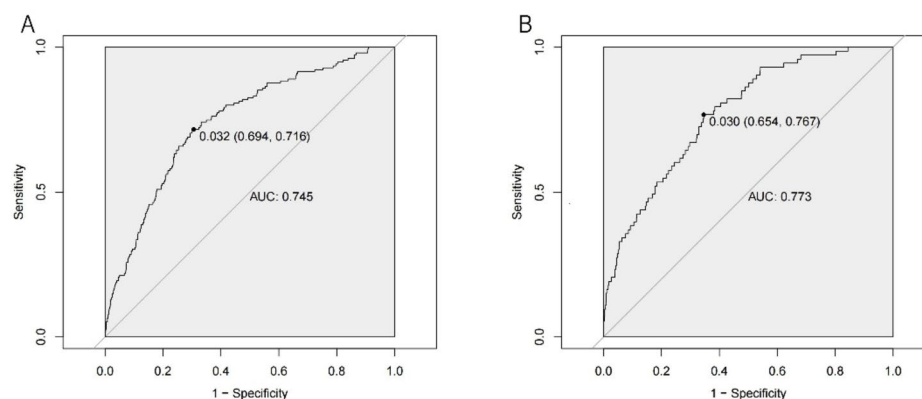 A
1.0
0.5
0.0
Sensitivity
0.032 (0.694, 0.716)
AUC: 0.745
0.0 0.2 0.4 0.6 0.8 1.0
1 − Specificity
B
1.0
0.5
0.0
Sensitivity
0.030 (0.654, 0.767)
AUC: 0.773
0.0 0.2 0.4 0.6 0.8 1.0
1 − Specificity